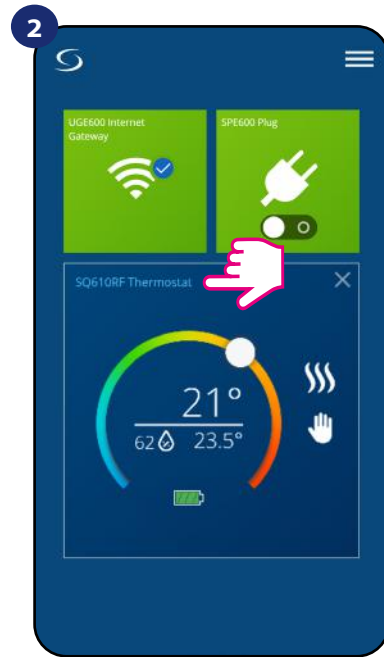 2
UGE600 Internet
Gateway
SPE600 Plug
SQ610RF Thermostat
21°
62 23.5°